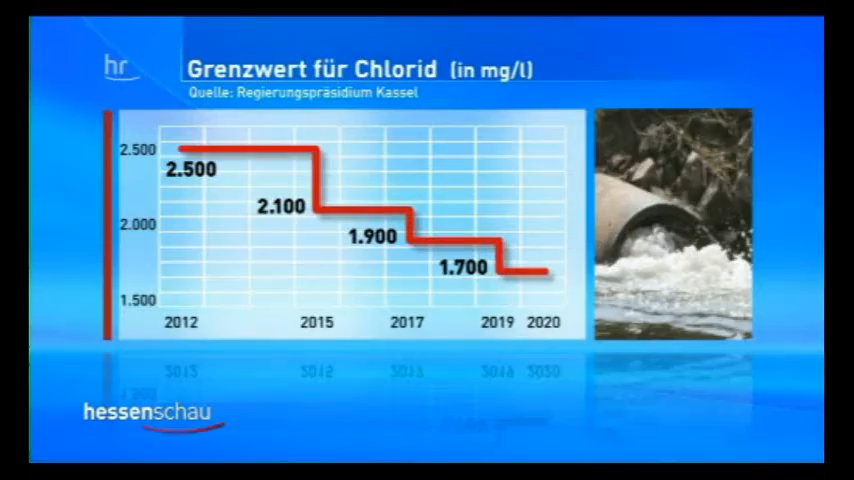 hr
Grenzwert für Chlorid (in mg/l)
Quelle: Regierungspräsidium Kassel
2.500
2.500
2.100
2.000
1.900
1.700
1.500
2012 2015 2017 2019 2020
hessenschau